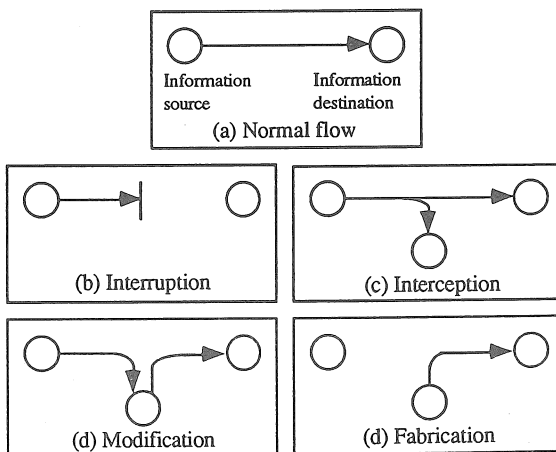 Information
source
Information
destination
(a) Normal flow
(b) Interruption
(c) Interception
(d) Modification
(d) Fabrication